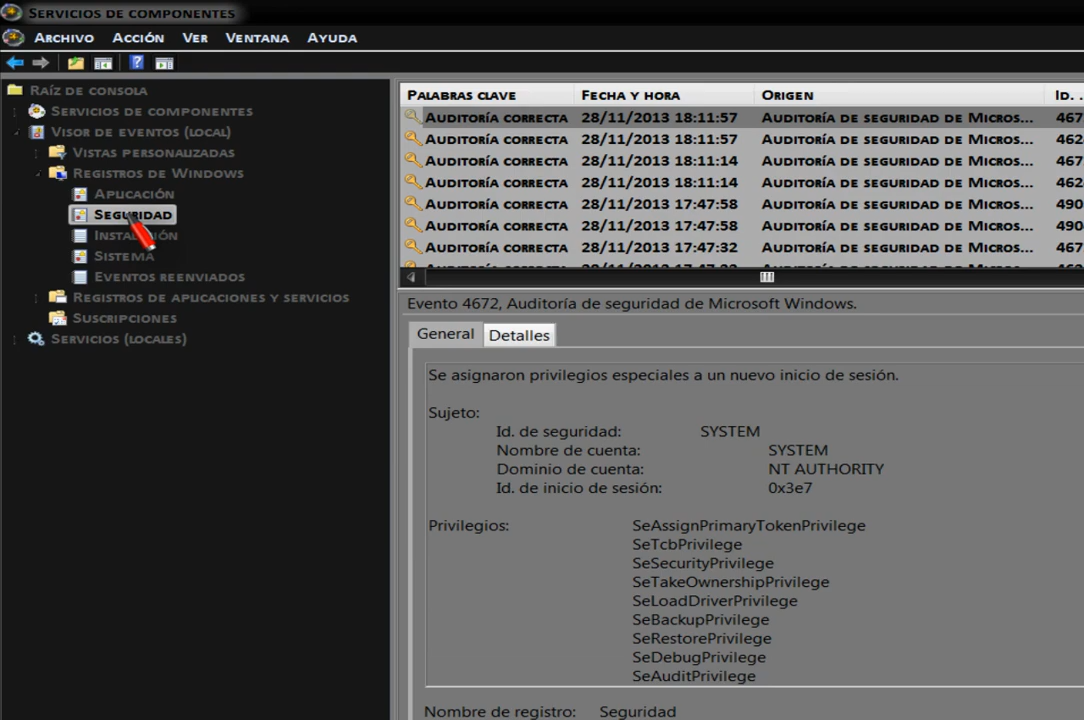 SERVICIOS DE COMPONENTES
ARCHIVO ACCIÓN VER VENTANA AYUDA
RAÍZ DE CONSOLA
SERVICIOS DE COMPONENTES
VISOR DE EVENTOS (LOCAL)
VISTAS PERSONALIZADAS
REGISTROS DE WINDOWS
APLICACIÓN
SEGURIDAD
INSTALACIÓN
SISTEMA
EVENTOS REENVIADOS
REGISTROS DE APLICACIONES Y SERVICIOS
SUSCRIPCIONES
SERVICIOS (LOCALES)
PALABRAS CLAVE FECHA Y HORA ORIGEN ID. ..
AUDITORÍA CORRECTA 28/11/2013 18:11:57 AUDITORÍA DE SEGURIDAD DE MICROS... 467
AUDITORÍA CORRECTA 28/11/2013 18:11:57 AUDITORÍA DE SEGURIDAD DE MICROS... 462
AUDITORÍA CORRECTA 28/11/2013 18:11:14 AUDITORÍA DE SEGURIDAD DE MICROS... 467
AUDITORÍA CORRECTA 28/11/2013 18:11:14 AUDITORÍA DE SEGURIDAD DE MICROS... 462
AUDITORÍA CORRECTA 28/11/2013 17:47:58 AUDITORÍA DE SEGURIDAD DE MICROS... 490
AUDITORÍA CORRECTA 28/11/2013 17:47:58 AUDITORÍA DE SEGURIDAD DE MICROS... 490
AUDITORÍA CORRECTA 28/11/2013 17:47:32 AUDITORÍA DE SEGURIDAD DE MICROS... 467
Evento 4672, Auditoría de seguridad de Microsoft Windows.
General Detalles
Se asignaron privilegios especiales a un nuevo inicio de sesión.
Sujeto:
Id. de seguridad: SYSTEM
Nombre de cuenta: SYSTEM
Dominio de cuenta: NT AUTHORITY
Id. de inicio de sesión: 0x3e7
Privilegios: SeAssignPrimaryTokenPrivilege
SeTcbPrivilege
SeSecurityPrivilege
SeTakeOwnershipPrivilege
SeLoadDriverPrivilege
SeBackupPrivilege
SeRestorePrivilege
SeDebugPrivilege
SeAuditPrivilege
Nombre de registro: Seguridad